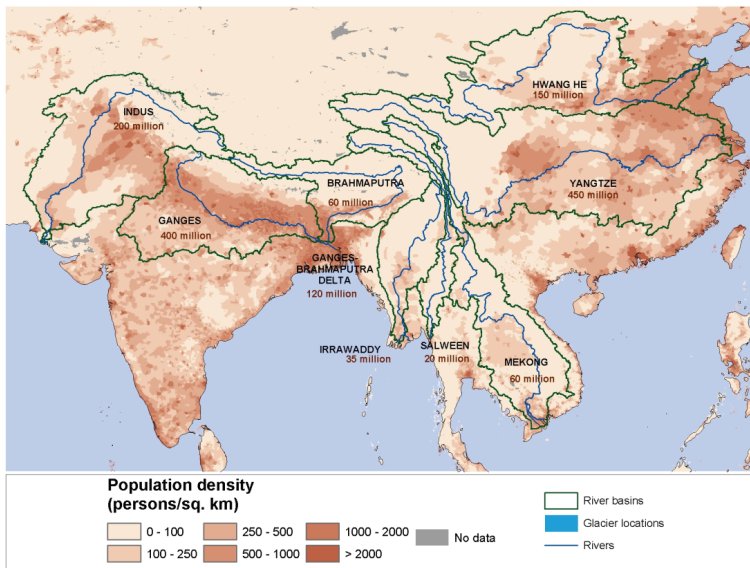 HWANG HE
150 million
INDUS
200 million
BRAHMAPUTRA
60 million
YANGTZE
450 million
GANGES
400 million
GANGES-
BRAHMAPUTRA
DELTA
120 million
IRRAWADDY
35 million
SALWEEN
20 million
MEKONG
60 million
Population density
(persons/sq. km)
0 - 100
250 - 500
1000 - 2000
No data
100 - 250
500 - 1000
> 2000
River basins
Glacier locations
Rivers